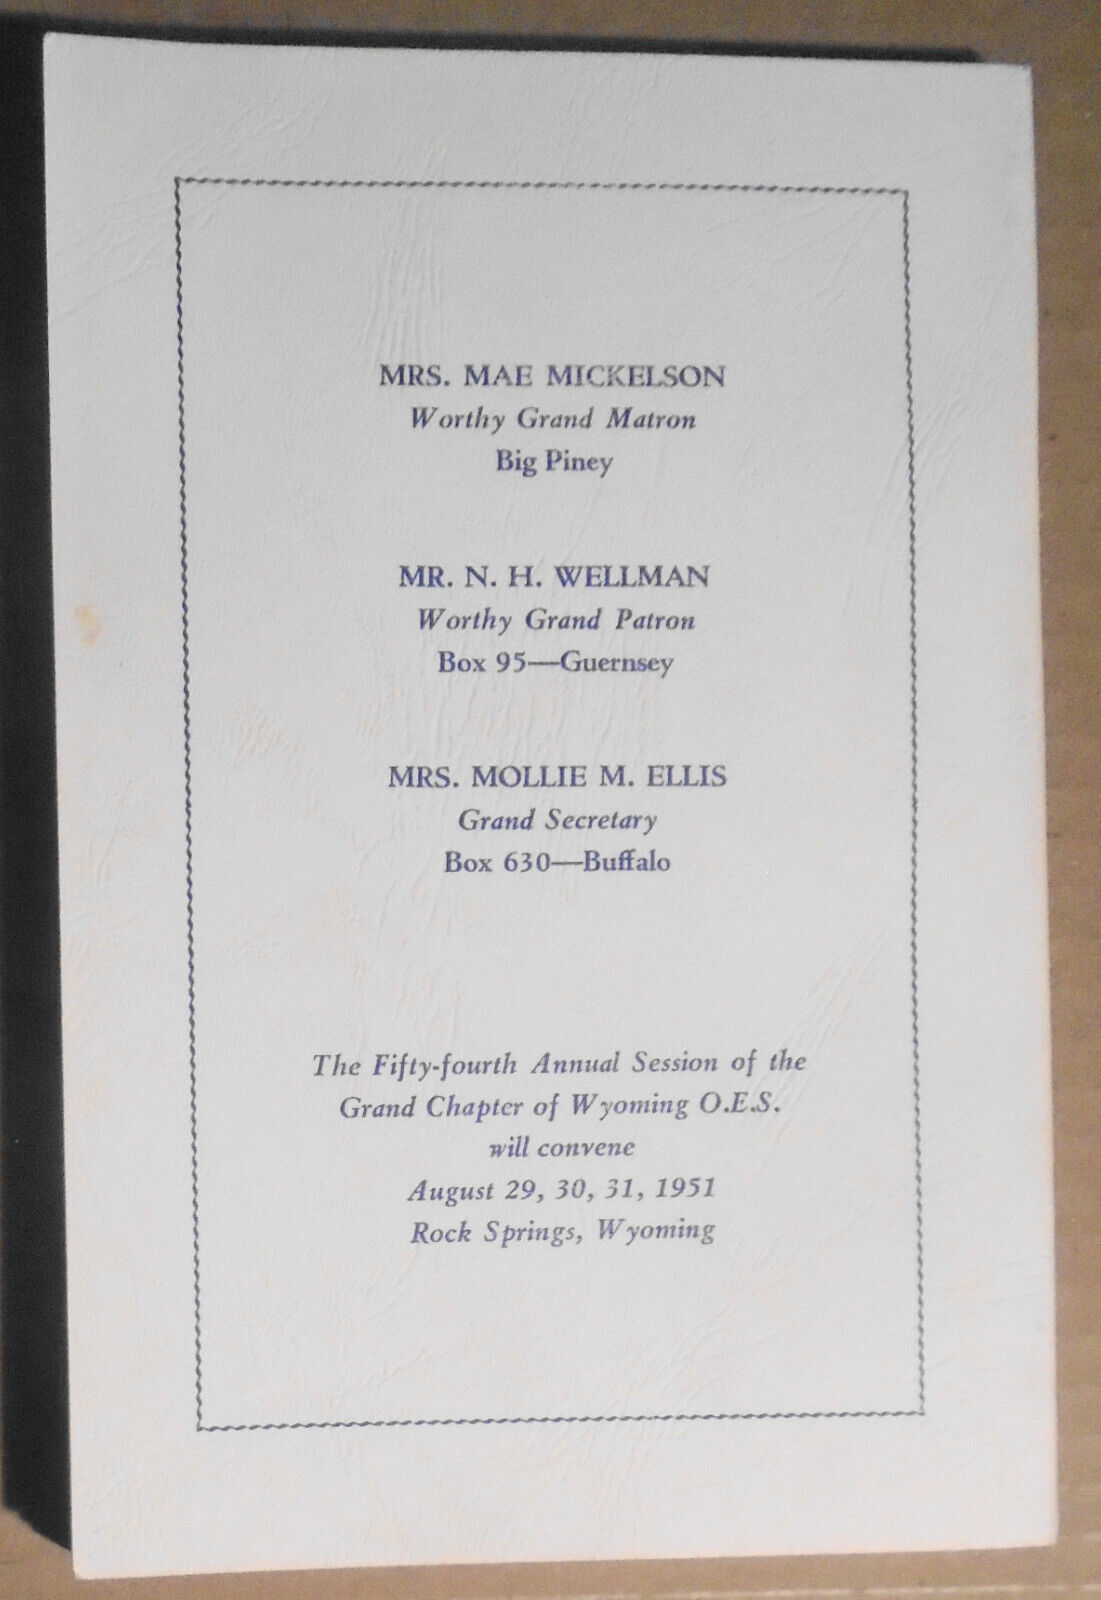 MRS. MAE MICKELSON
Worthy Grand Matron
Big Piney
MR. N. H. WELLMAN
Worthy Grand Patron
Box 95—Guernsey
MRS. MOLLIE M. ELLIS
Grand Secretary
Box 630—Buffalo
The Fifty-fourth Annual Session of the
Grand Chapter of Wyoming O.E.S.
will convene
August 29, 30, 31, 1951
Rock Springs, Wyoming